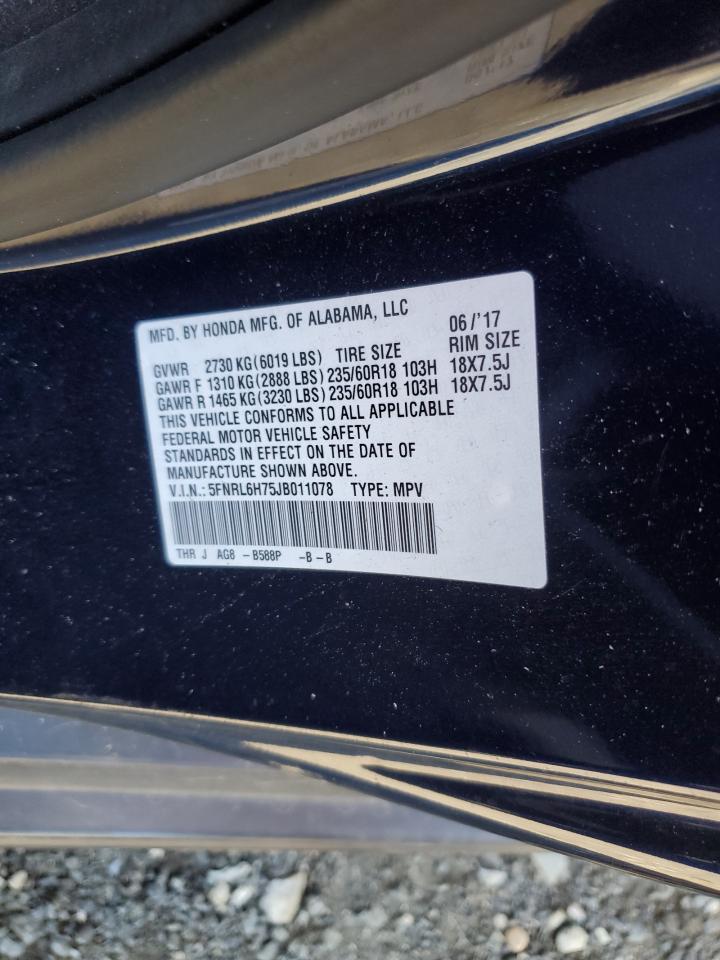 MFD. BY HONDA MFG. OF ALABAMA, LLC 06/'17
GVWR 2730 KG(6019 LBS) TIRE SIZE RIM SIZE
GAWR F 1310 KG(2888 LBS) 235/60R18 103H 18X7.5J
GAWR R 1465 KG(3230 LBS) 235/60R18 103H 18X7.5J
THIS VEHICLE CONFORMS TO ALL APPLICABLE
FEDERAL MOTOR VEHICLE SAFETY
STANDARDS IN EFFECT ON THE DATE OF
MANUFACTURE SHOWN ABOVE.
V.I.N.: 5FNRL6H75JB011078 TYPE: MPV
THR J AG8 -B588P -B-B